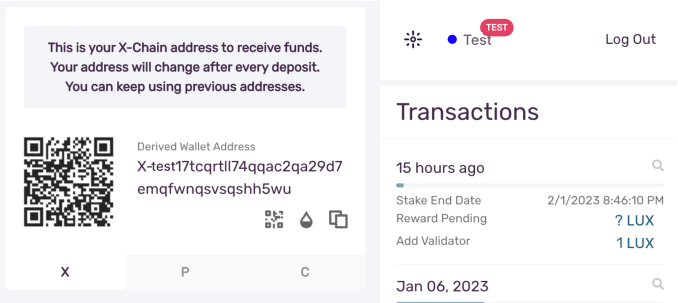 This is your X-Chain address to receive funds.
Your address will change after every deposit.
You can keep using previous addresses.
Derived Wallet Address
X-test17tcqrtll74qqac2qa29d7
emqfwnqsvsqshh5wu
X
P
C
TEST
Test
Log Out
Transactions
15 hours ago
Stake End Date 2/1/2023 8:46:10 PM
Reward Pending ? LUX
Add Validator 1 LUX
Jan 06, 2023